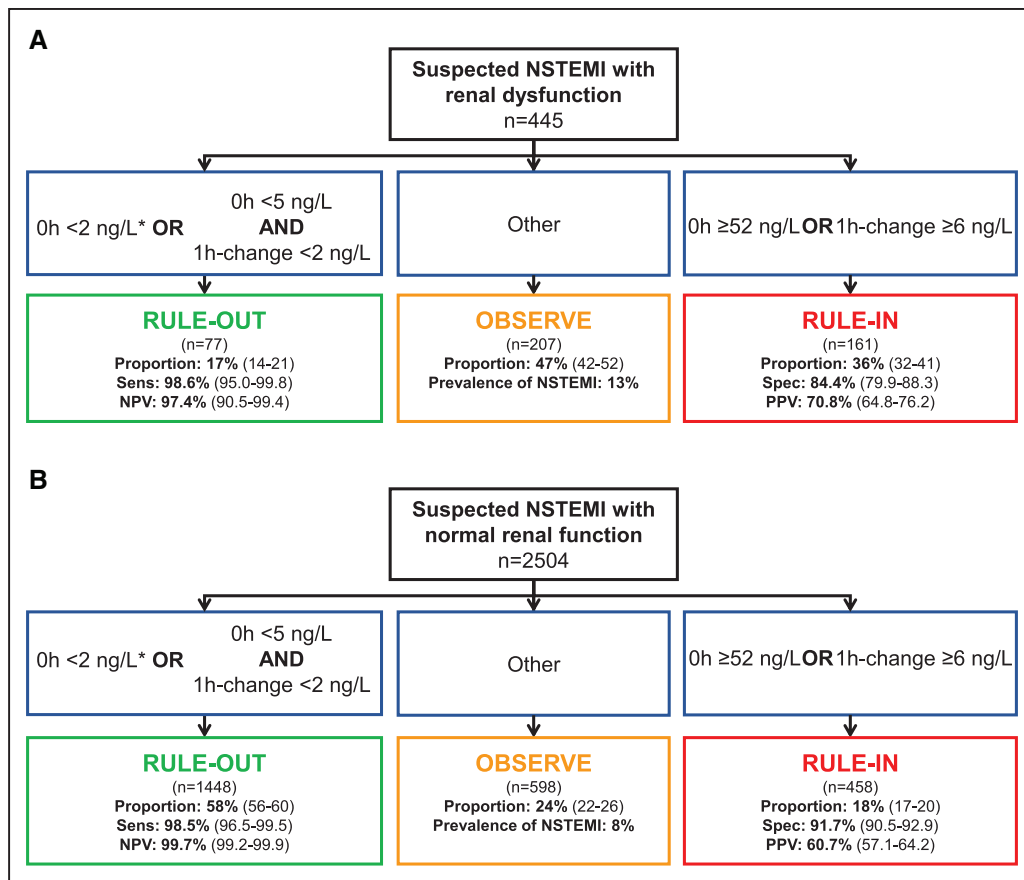 A
Suspected NSTEMI with
renal dysfunction
n=445
0h <2 ng/L* OR
0h <5 ng/L
AND
1h-change <2 ng/L
Other
0h ≥52 ng/L OR 1h-change ≥6 ng/L
RULE-OUT
(n=77)
Proportion: 17% (14-21)
Sens: 98.6% (95.0-99.8)
NPV: 97.4% (90.5-99.4)
OBSERVE
(n=207)
Proportion: 47% (42-52)
Prevalence of NSTEMI: 13%
RULE-IN
(n=161)
Proportion: 36% (32-41)
Spec: 84.4% (79.9-88.3)
PPV: 70.8% (64.8-76.2)
B
Suspected NSTEMI with
normal renal function
n=2504
0h <2 ng/L* OR
0h <5 ng/L
AND
1h-change <2 ng/L
Other
0h ≥52 ng/L OR 1h-change ≥6 ng/L
RULE-OUT
(n=1448)
Proportion: 58% (56-60)
Sens: 98.5% (96.5-99.5)
NPV: 99.7% (99.2-99.9)
OBSERVE
(n=598)
Proportion: 24% (22-26)
Prevalence of NSTEMI: 8%
RULE-IN
(n=458)
Proportion: 18% (17-20)
Spec: 91.7% (90.5-92.9)
PPV: 60.7% (57.1-64.2)